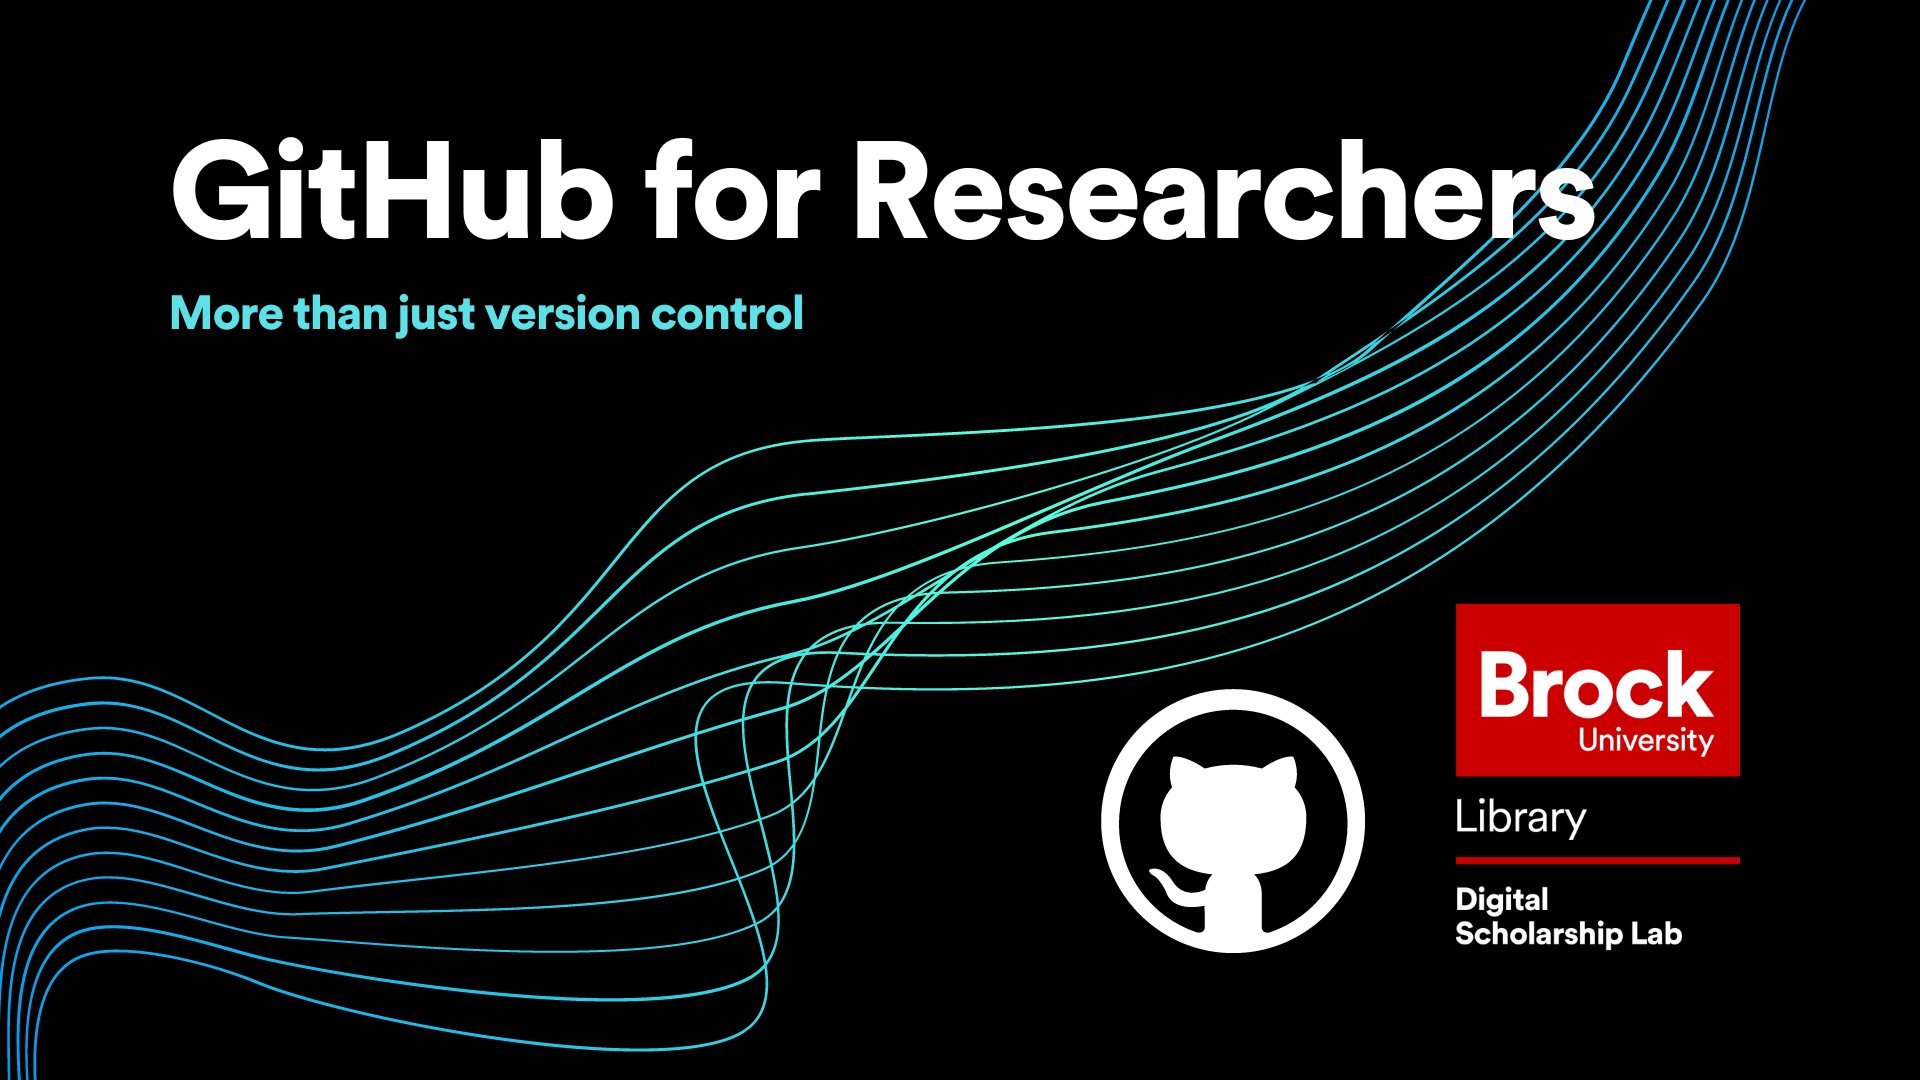 GitHub for Researchers
More than just version control
Brock
University
Library
Digital
Scholarship Lab